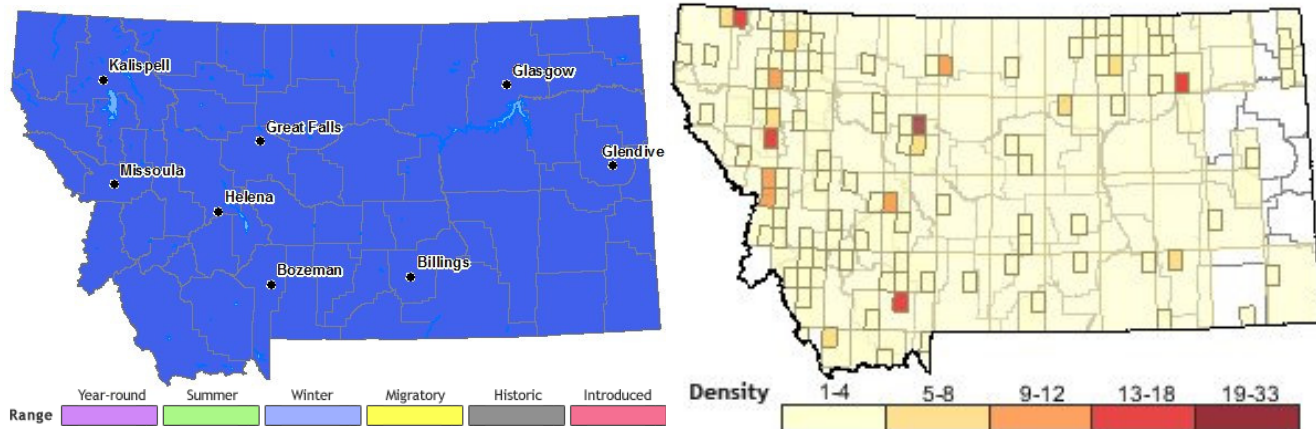 Kalispell
Glasgow
Great Falls
Glendive
Missoula
Helena
Bozeman
Billings
Year-round Summer Winter Migratory Historic Introduced
Range
Density 1-4 5-8 9-12 13-18 19-33